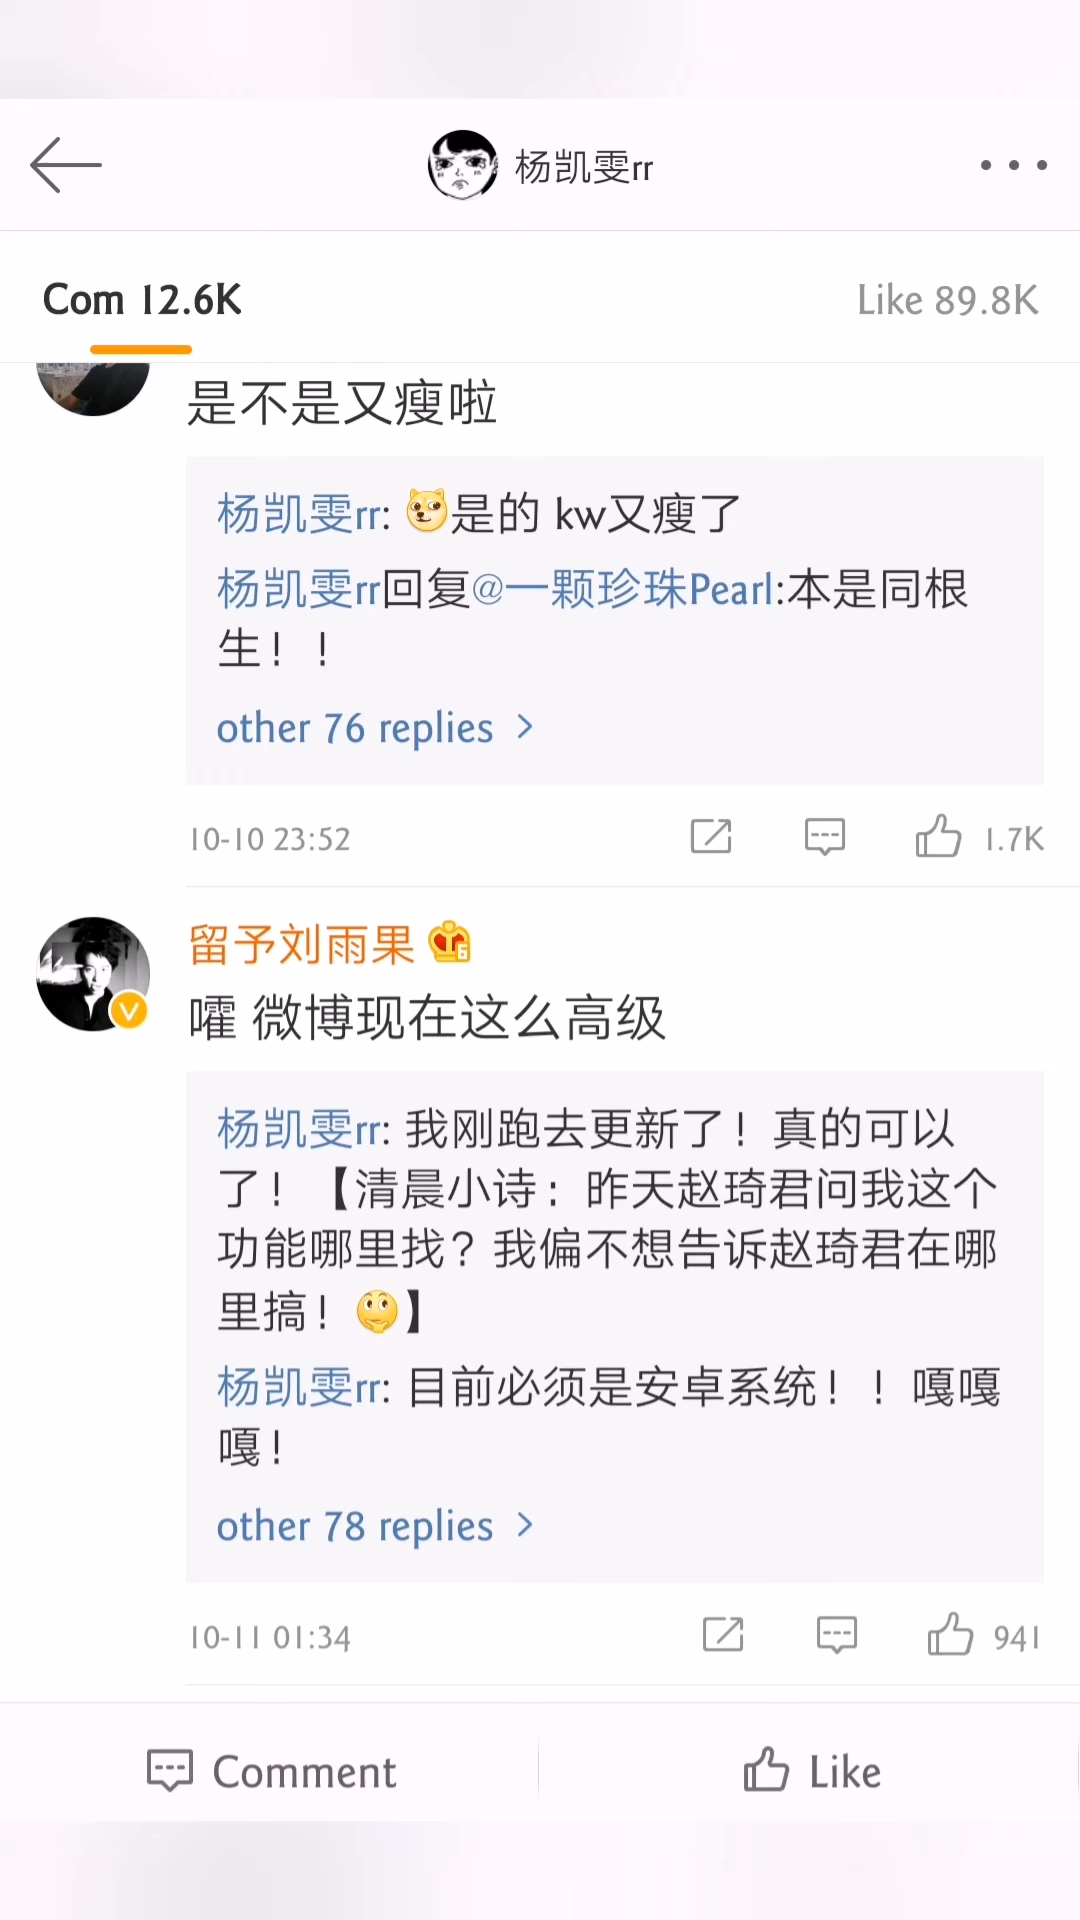 杨凯雯rr
Com 12.6K
Like 89.8K
是不是又瘦啦
杨凯雯rr: 是的 kw又瘦了
杨凯雯rr回复@一颗珍珠Pearl:本是同根
生！！
other 76 replies
10-10 23:52
1.7K
留予刘雨果
6
嚯 微博现在这么高级
杨凯雯rr: 我刚跑去更新了！真的可以
了！【清晨小诗：昨天赵琦君问我这个
功能哪里找？我偏不想告诉赵琦君在哪
里搞！】
杨凯雯rr: 目前必须是安卓系统！！嘎嘎
嘎！
other 78 replies
10-11 01:34
941
Comment
Like